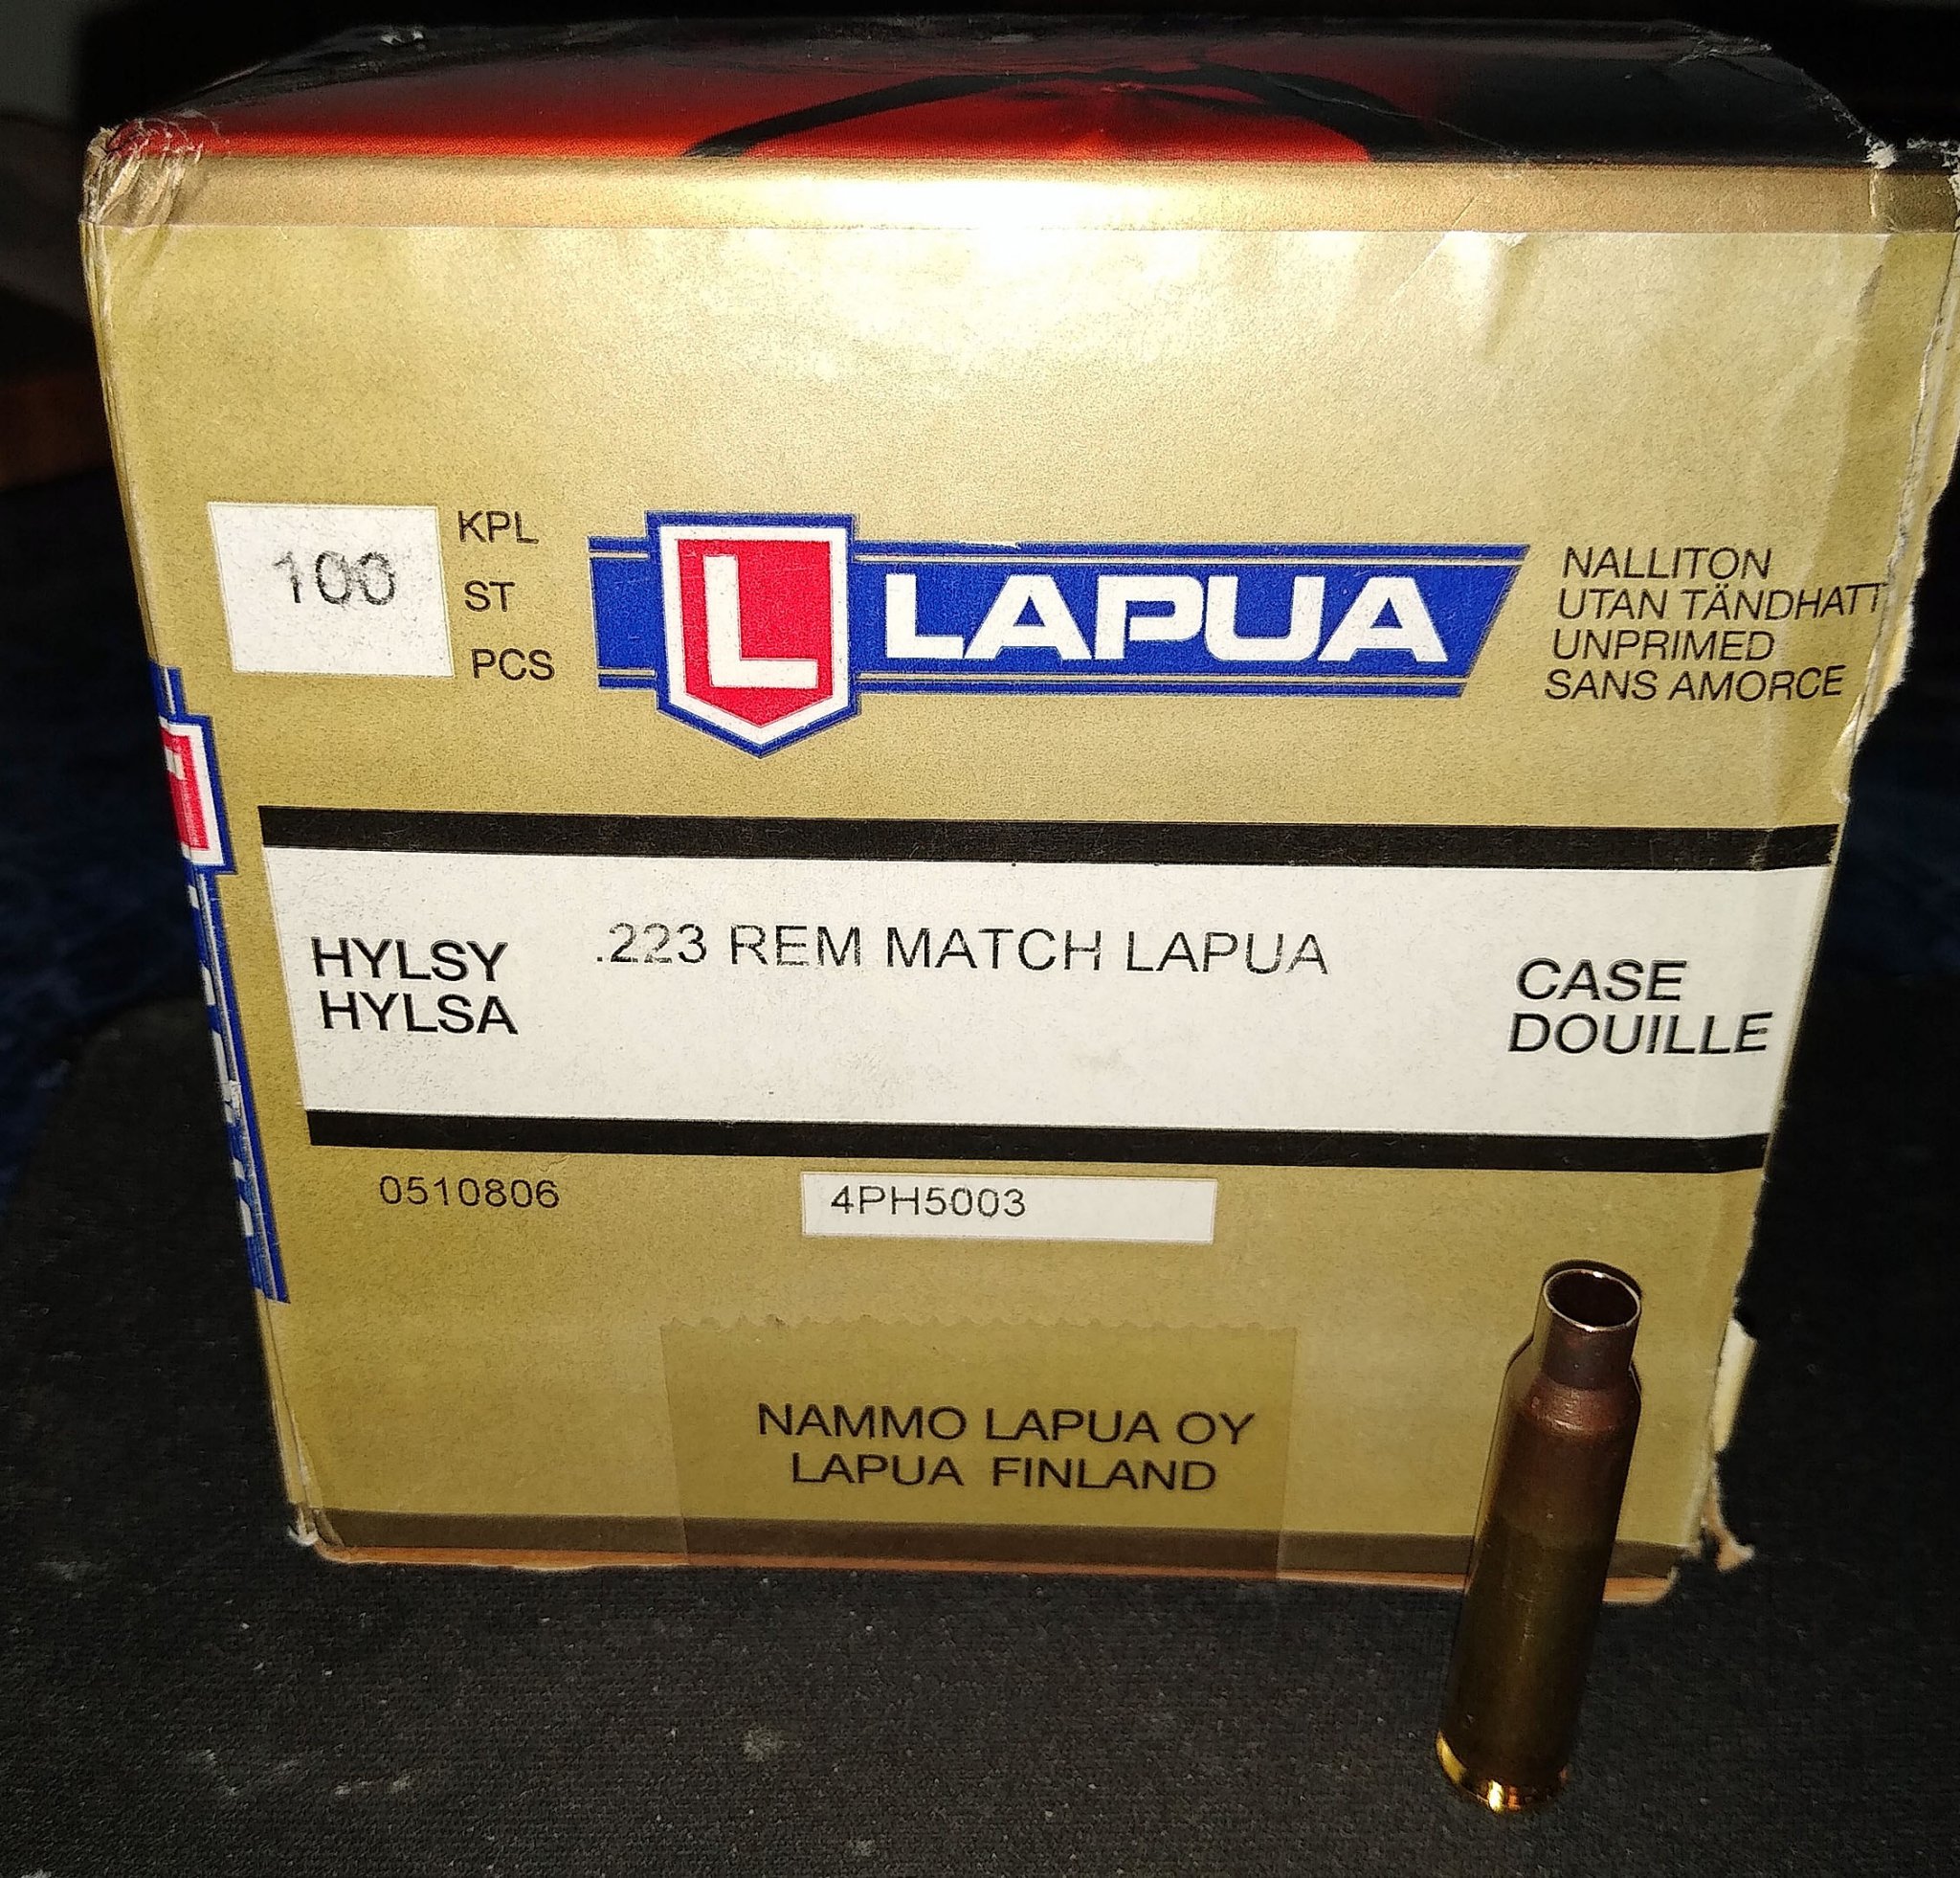 100
KPL
ST
PCS
L LAPUA
NALLITON
UTAN TÄNDHATT
UNPRIMED
SANS AMORCE
HYLSY
HYLSA
.223 REM MATCH LAPUA
CASE
DOUILLE
0510806
4PH5003
NAMMO LAPUA OY
LAPUA FINLAND